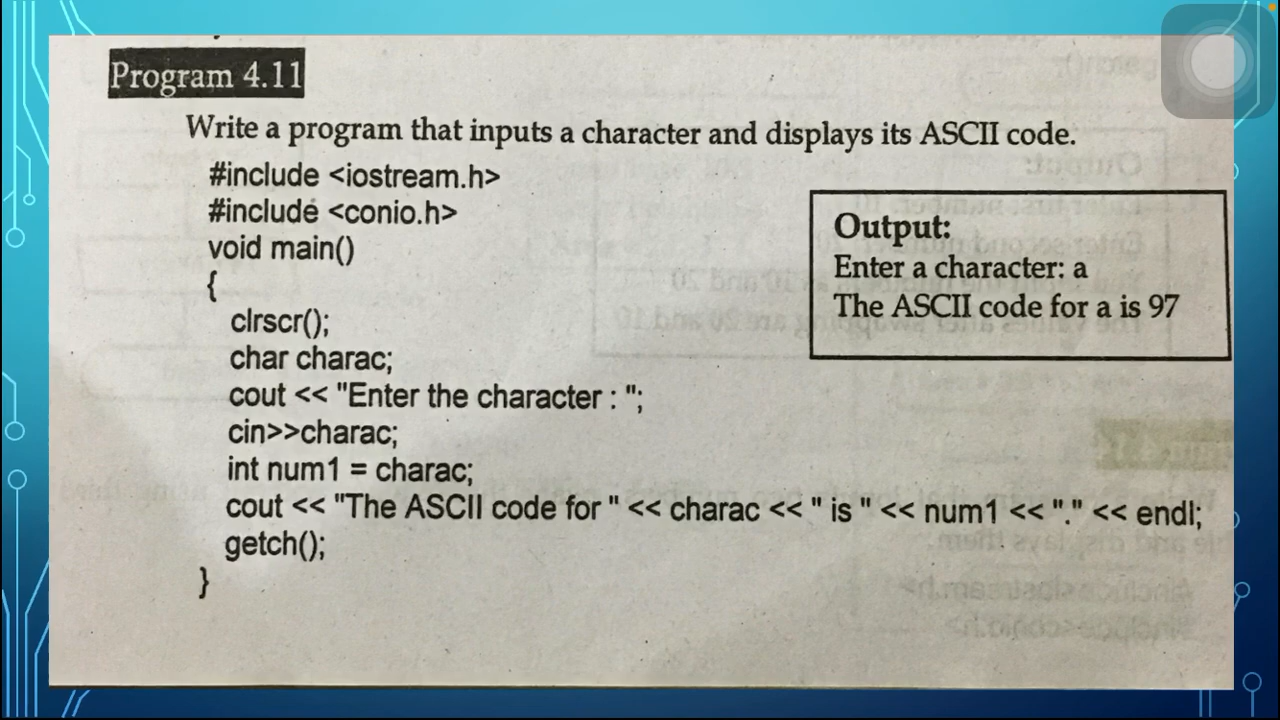 Program 4.11
Write a program that inputs a character and displays its ASCII code.
#include <iostream.h>
#include <conio.h>
void main()
{
clrscr();
char charac;
cout << "Enter the character : ";
cin>>charac;
int num1 = charac;
cout << "The ASCII code for " << charac << " is " << num1 << "." << endl;
getch();
}
Output:
Enter a character: a
The ASCII code for a is 97